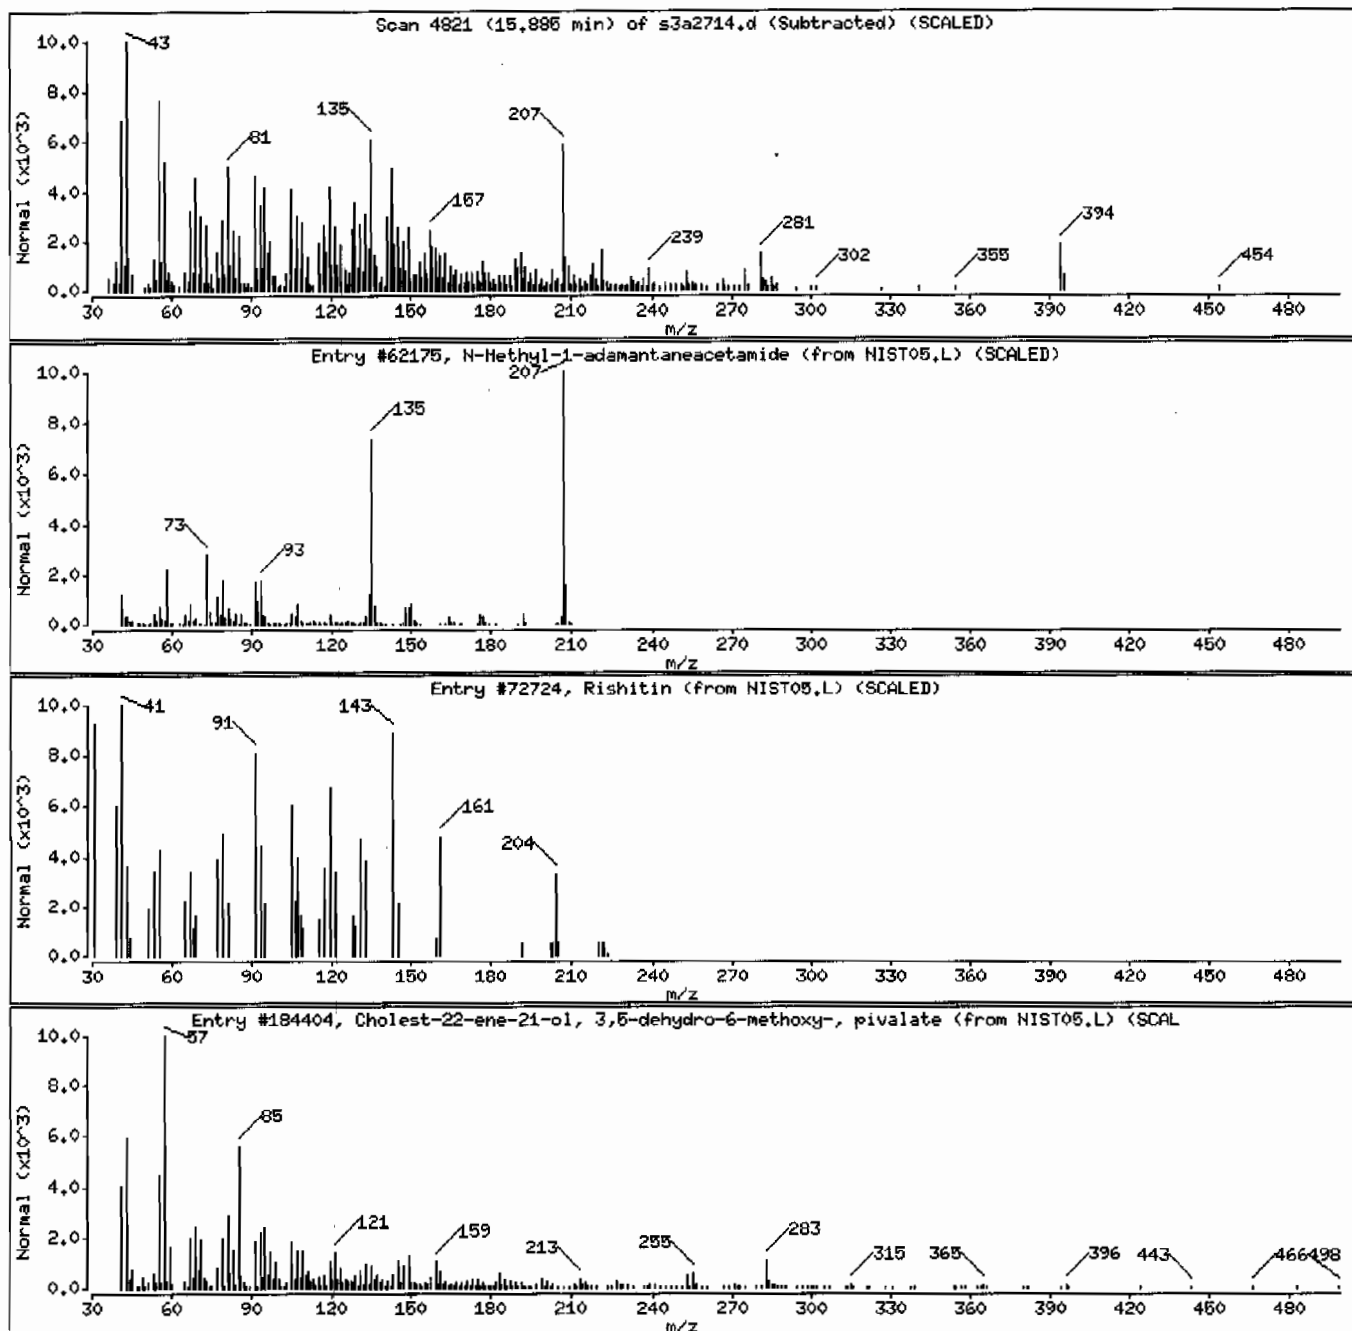 Scan 4821 (15.885 min) of s3a2714.d (Subtracted) (SCALED)
Normal (x10^3)
10.0
8.0
6.0
4.0
2.0
0.0
43 81 135 167 207 239 281 302 355 394 454
30 60 90 120 150 180 210 240 270 300 330 360 390 420 450 480
m/z
Entry #62175, N-Methyl-1-adamantaneacetamide (from NIST05.L) (SCALED)
Normal (x10^3)
10.0
8.0
6.0
4.0
2.0
0.0
73 93 135 207
30 60 90 120 150 180 210 240 270 300 330 360 390 420 450 480
m/z
Entry #72724, Rishitin (from NIST05.L) (SCALED)
Normal (x10^3)
10.0
8.0
6.0
4.0
2.0
0.0
41 91 143 161 204
30 60 90 120 150 180 210 240 270 300 330 360 390 420 450 480
m/z
Entry #184404, Cholest-22-ene-21-ol, 3,5-dehydro-6-methoxy-, pivalate (from NIST05.L) (SCAL
Normal (x10^3)
10.0
8.0
6.0
4.0
2.0
0.0
57 85 121 159 213 255 283 315 365 396 443 466 498
30 60 90 120 150 180 210 240 270 300 330 360 390 420 450 480
m/z